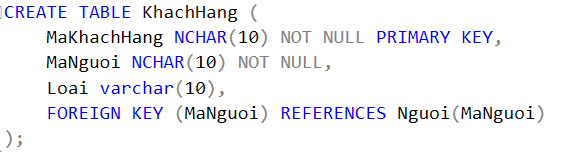 CREATE TABLE KhachHang (
MaKhachHang NCHAR(10) NOT NULL PRIMARY KEY,
MaNguoi NCHAR(10) NOT NULL,
Loai varchar(10),
FOREIGN KEY (MaNguoi) REFERENCES Nguoi(MaNguoi)
);